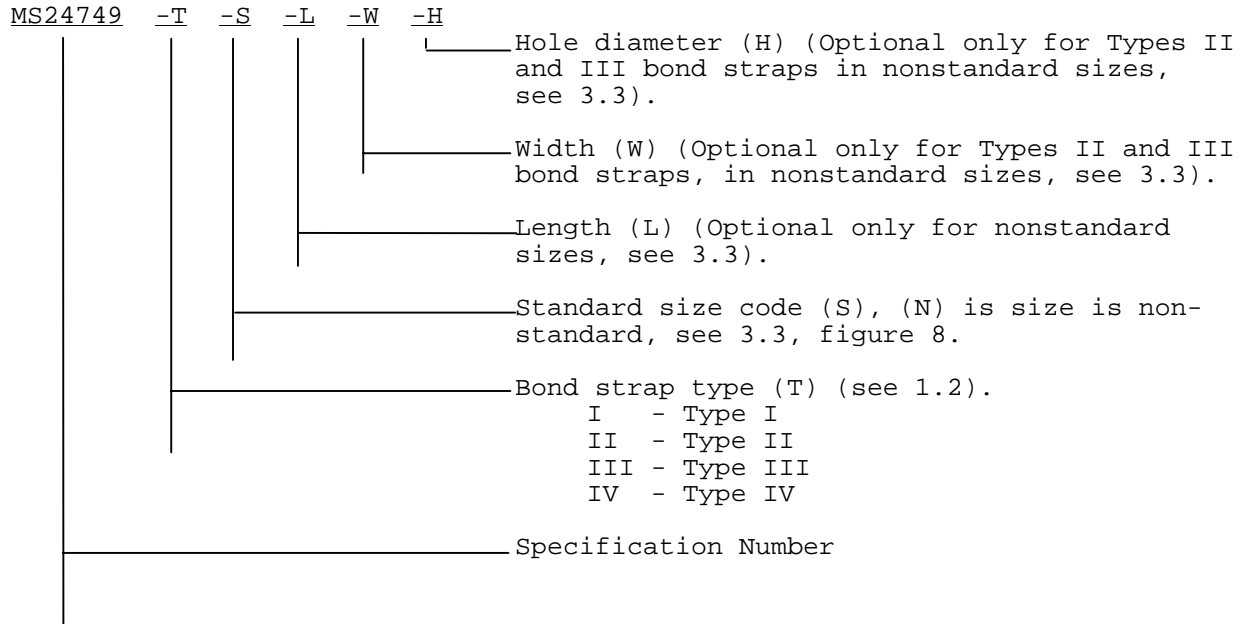 MS24749 -T -S -L -W -H
Hole diameter (H) (Optional only for Types II
and III bond straps in nonstandard sizes,
see 3.3).
Width (W) (Optional only for Types II and III
bond straps, in nonstandard sizes, see 3.3).
Length (L) (Optional only for nonstandard
sizes, see 3.3).
Standard size code (S), (N) is size is non-
standard, see 3.3, figure 8.
Bond strap type (T) (see 1.2).
I - Type I
II - Type II
III - Type III
IV - Type IV
Specification Number